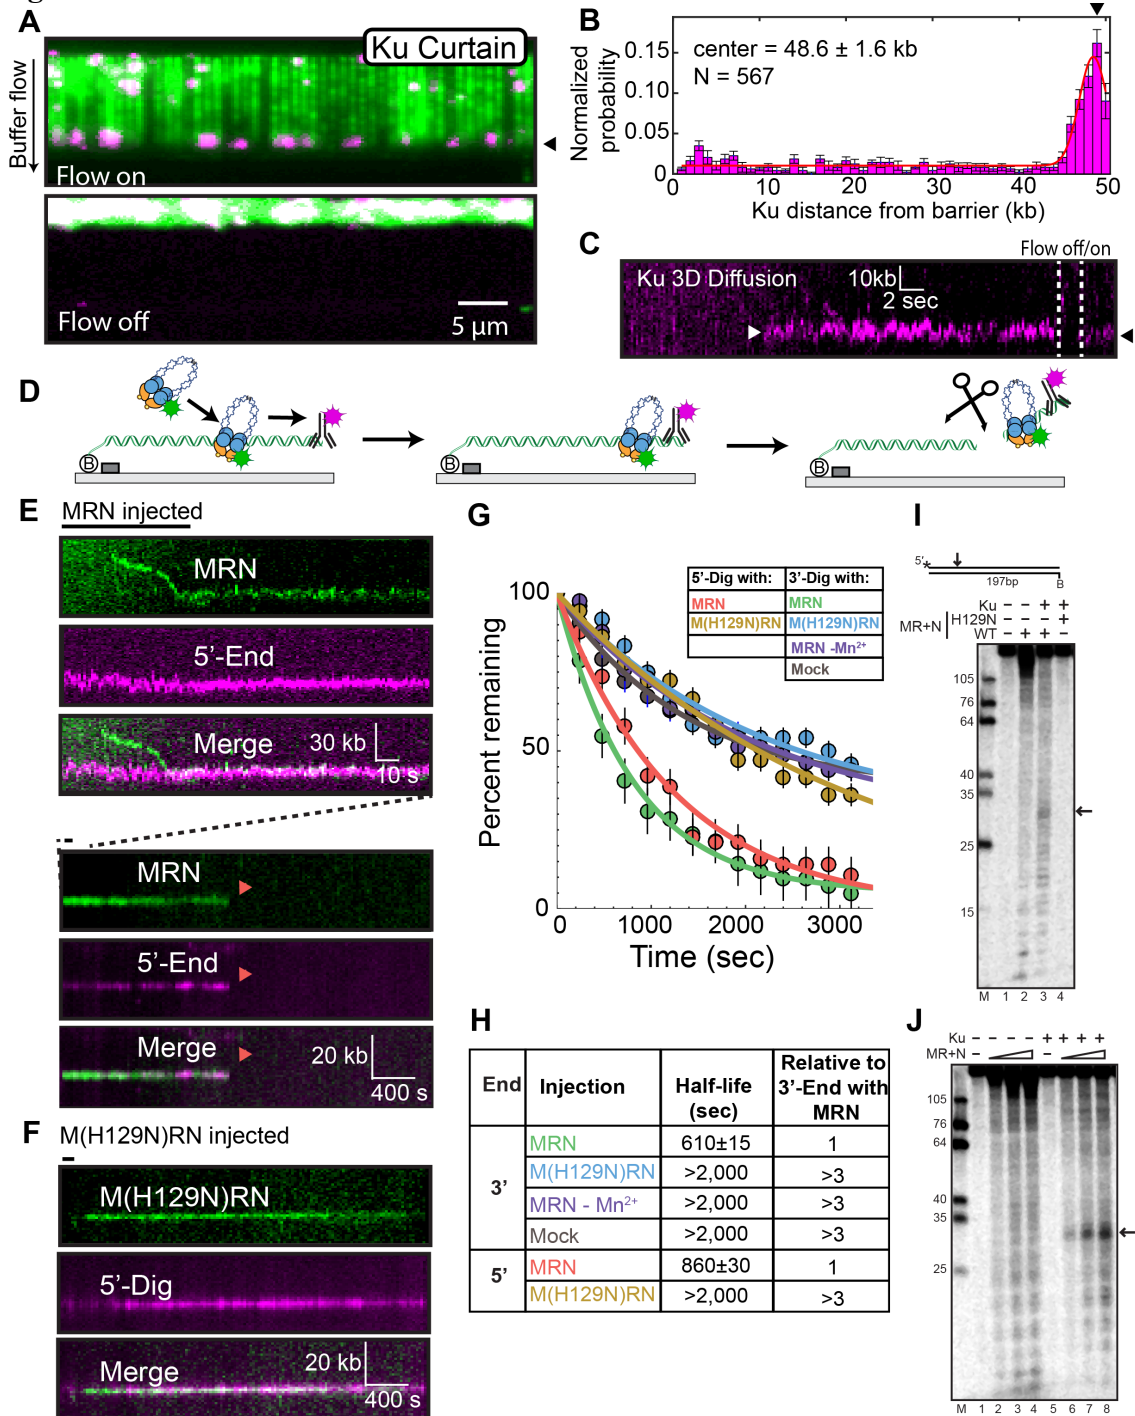 A
Ku Curtain
Buffer flow
Flow on
Flow off
5 µm
B
Normalized
probability
center = 48.6 ± 1.6 kb
N = 567
0.15
0.10
0.05
0
0 10 20 30 40 50
Ku distance from barrier (kb)
C
Flow off/on
Ku 3D Diffusion
10kb
2 sec
D
B
B
B
E
MRN injected
MRN
5'-End
Merge
30 kb
10 s
MRN
5'-End
Merge
20 kb
400 s
F
M(H129N)RN injected
M(H129N)RN
5'-Dig
Merge
20 kb
400 s
G
Percent remaining
100
50
0
0 1000 2000 3000
Time (sec)
5'-Dig with: 3'-Dig with:
MRN MRN
M(H129N)RN M(H129N)RN
MRN -Mn2+
Mock
H
End Injection Half-life (sec) Relative to 3'-End with MRN
3' MRN 610±15 1
M(H129N)RN >2,000 >3
MRN - Mn2+ >2,000 >3
Mock >2,000 >3
5' MRN 860±30 1
M(H129N)RN >2,000 >3
I
5' *
197bp
B
Ku - - + +
MR+N H129N - - - +
WT - + + -
105
76
64
40
35
25
15
M 1 2 3 4
J
Ku - - - - + + + +
MR+N - -
105
76
64
40
35
25
M 1 2 3 4 5 6 7 8